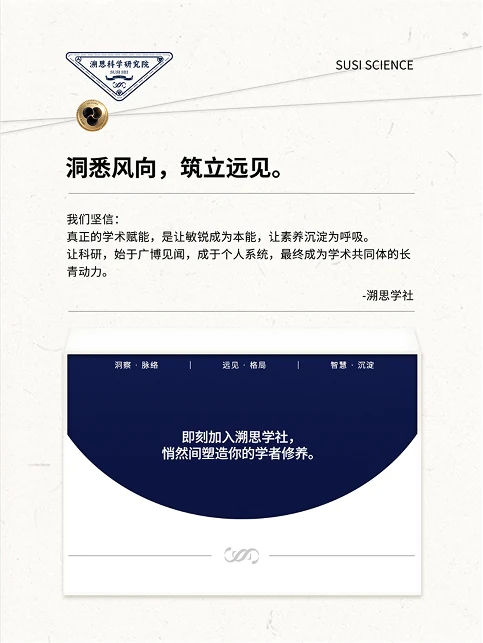 溯思科学研究院
SUSI SCIENCE
洞悉风向，筑立远见。
我们坚信：
真正的学术赋能，是让敏锐成为本能，让素养沉淀为呼吸。
让科研，始于广博见闻，成于个人系统，最终成为学术共同体的长
青动力。
-溯思学社
洞察 · 脉络 | 远见 · 格局 | 智慧 · 沉淀
即刻加入溯思学社，
悄然间塑造你的学者修养。